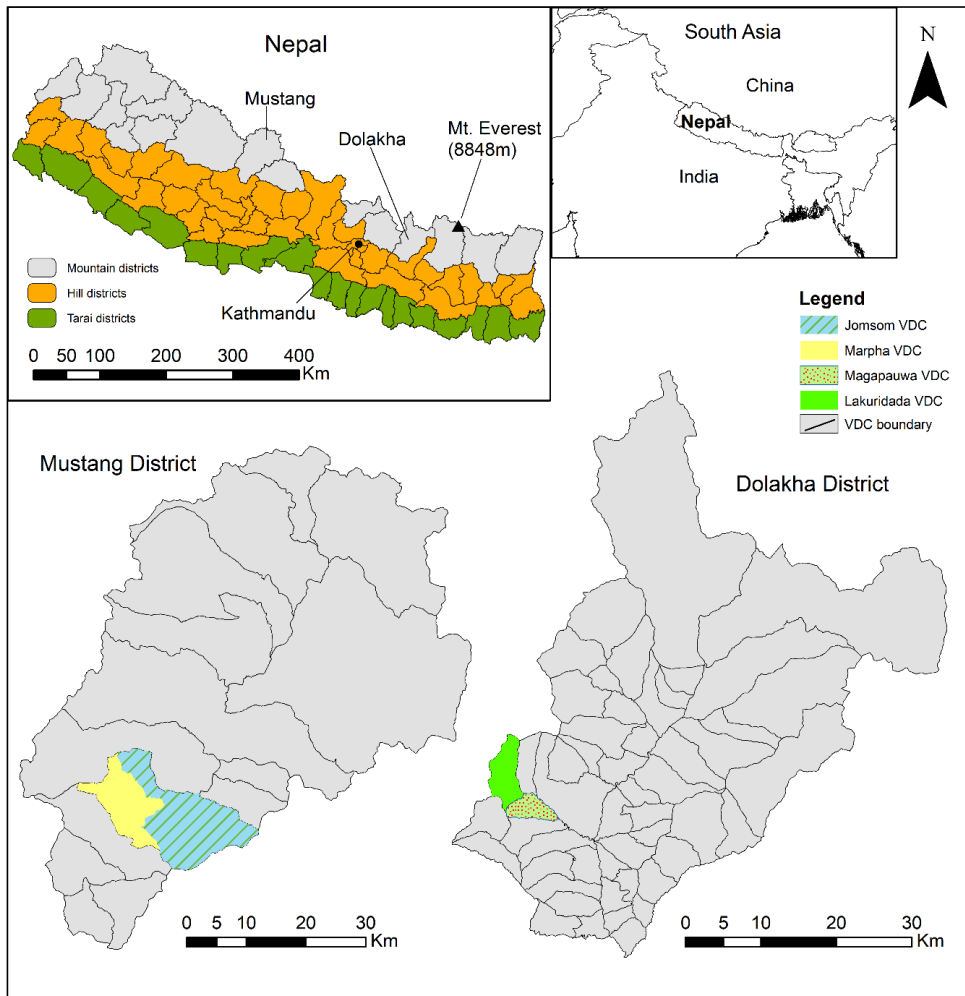 Nepal
Mustang
Dolakha
Mt. Everest
(8848m)
Kathmandu
Mountain districts
Hill districts
Tarai districts
0 50 100 200 300 400
Km
South Asia
China
Nepal
India
N
Legend
Jomsom VDC
Marpha VDC
Magapauwa VDC
Lakuridada VDC
VDC boundary
Mustang District
Dolakha District
0 5 10 20 30
Km
0 5 10 20 30
Km